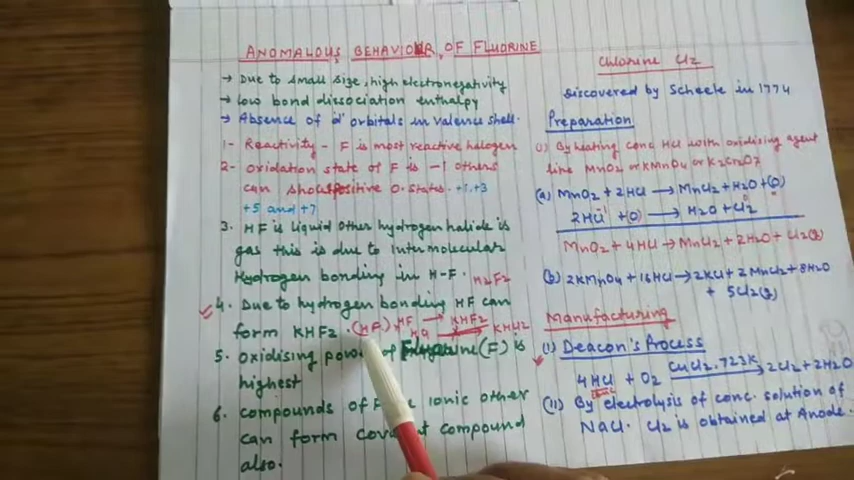 ANOMALOUS BEHAVIOUR OF FLUORINE
→ Due to small size, high electronegativity
→ Low bond dissociation enthalpy
→ Absence of d orbitals in valence shell.
1- Reactivity - F is most reactive halogen
2- Oxidation state of F is -1 others
can show positive O. States. +1, +3
+5 and +7
3. HF is liquid other hydrogen halide is
gas this is due to Intermolecular
Hydrogen bonding in H-F. H2F2
4. Due to hydrogen bonding HF can
form KHF2. (HF)
5. Oxidising of (F) is
highest
6. Compounds of Ionic other
can form compound
also.
Chlorine Cl2
discovered by Scheele in 1774
Preparation
(i) By heating conc HCl with oxidising agent
like MnO2 or KMnO4 or K2Cr2O7
(a) MnO2 + 2HCl → MnCl2 + H2O + (O)
2HCl + (O) → H2O + Cl2
MnO2 + 4HCl → MnCl2 + 2H2O + Cl2(g)
(b) 2KMnO4 + 16HCl → 2KCl + 2MnCl2 + 8H2O
+ 5Cl2(g)
Manufacturing
(i) Deacon's Process
4HCl + O2 CuCl2, 723K → 2Cl2 + 2H2O
(ii) By electrolysis of conc. solution of
NaCl. Cl2 is obtained at Anode.